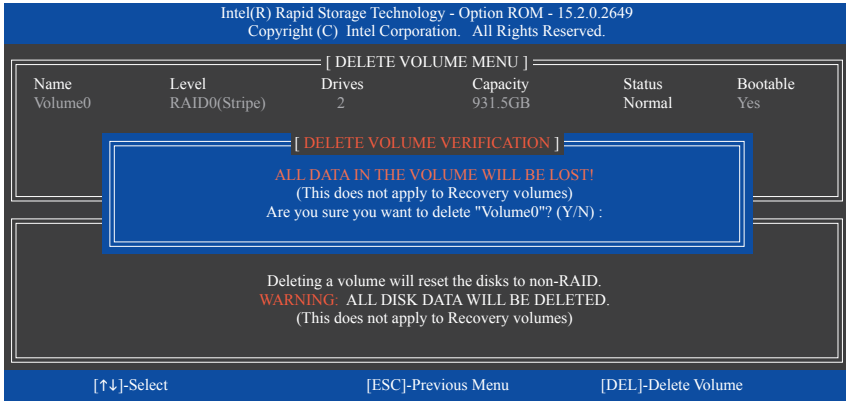 Intel(R) Rapid Storage Technology - Option ROM - 15.2.0.2649
Copyright (C) Intel Corporation. All Rights Reserved.
[ DELETE VOLUME MENU ]
Name Level Drives Capacity Status Bootable
Volume0 RAID0(Stripe) 2 931.5GB Normal Yes
[ DELETE VOLUME VERIFICATION ]
ALL DATA IN THE VOLUME WILL BE LOST!
(This does not apply to Recovery volumes)
Are you sure you want to delete "Volume0"? (Y/N) :
Deleting a volume will reset the disks to non-RAID.
WARNING: ALL DISK DATA WILL BE DELETED.
(This does not apply to Recovery volumes)
[↑↓]-Select [ESC]-Previous Menu [DEL]-Delete Volume